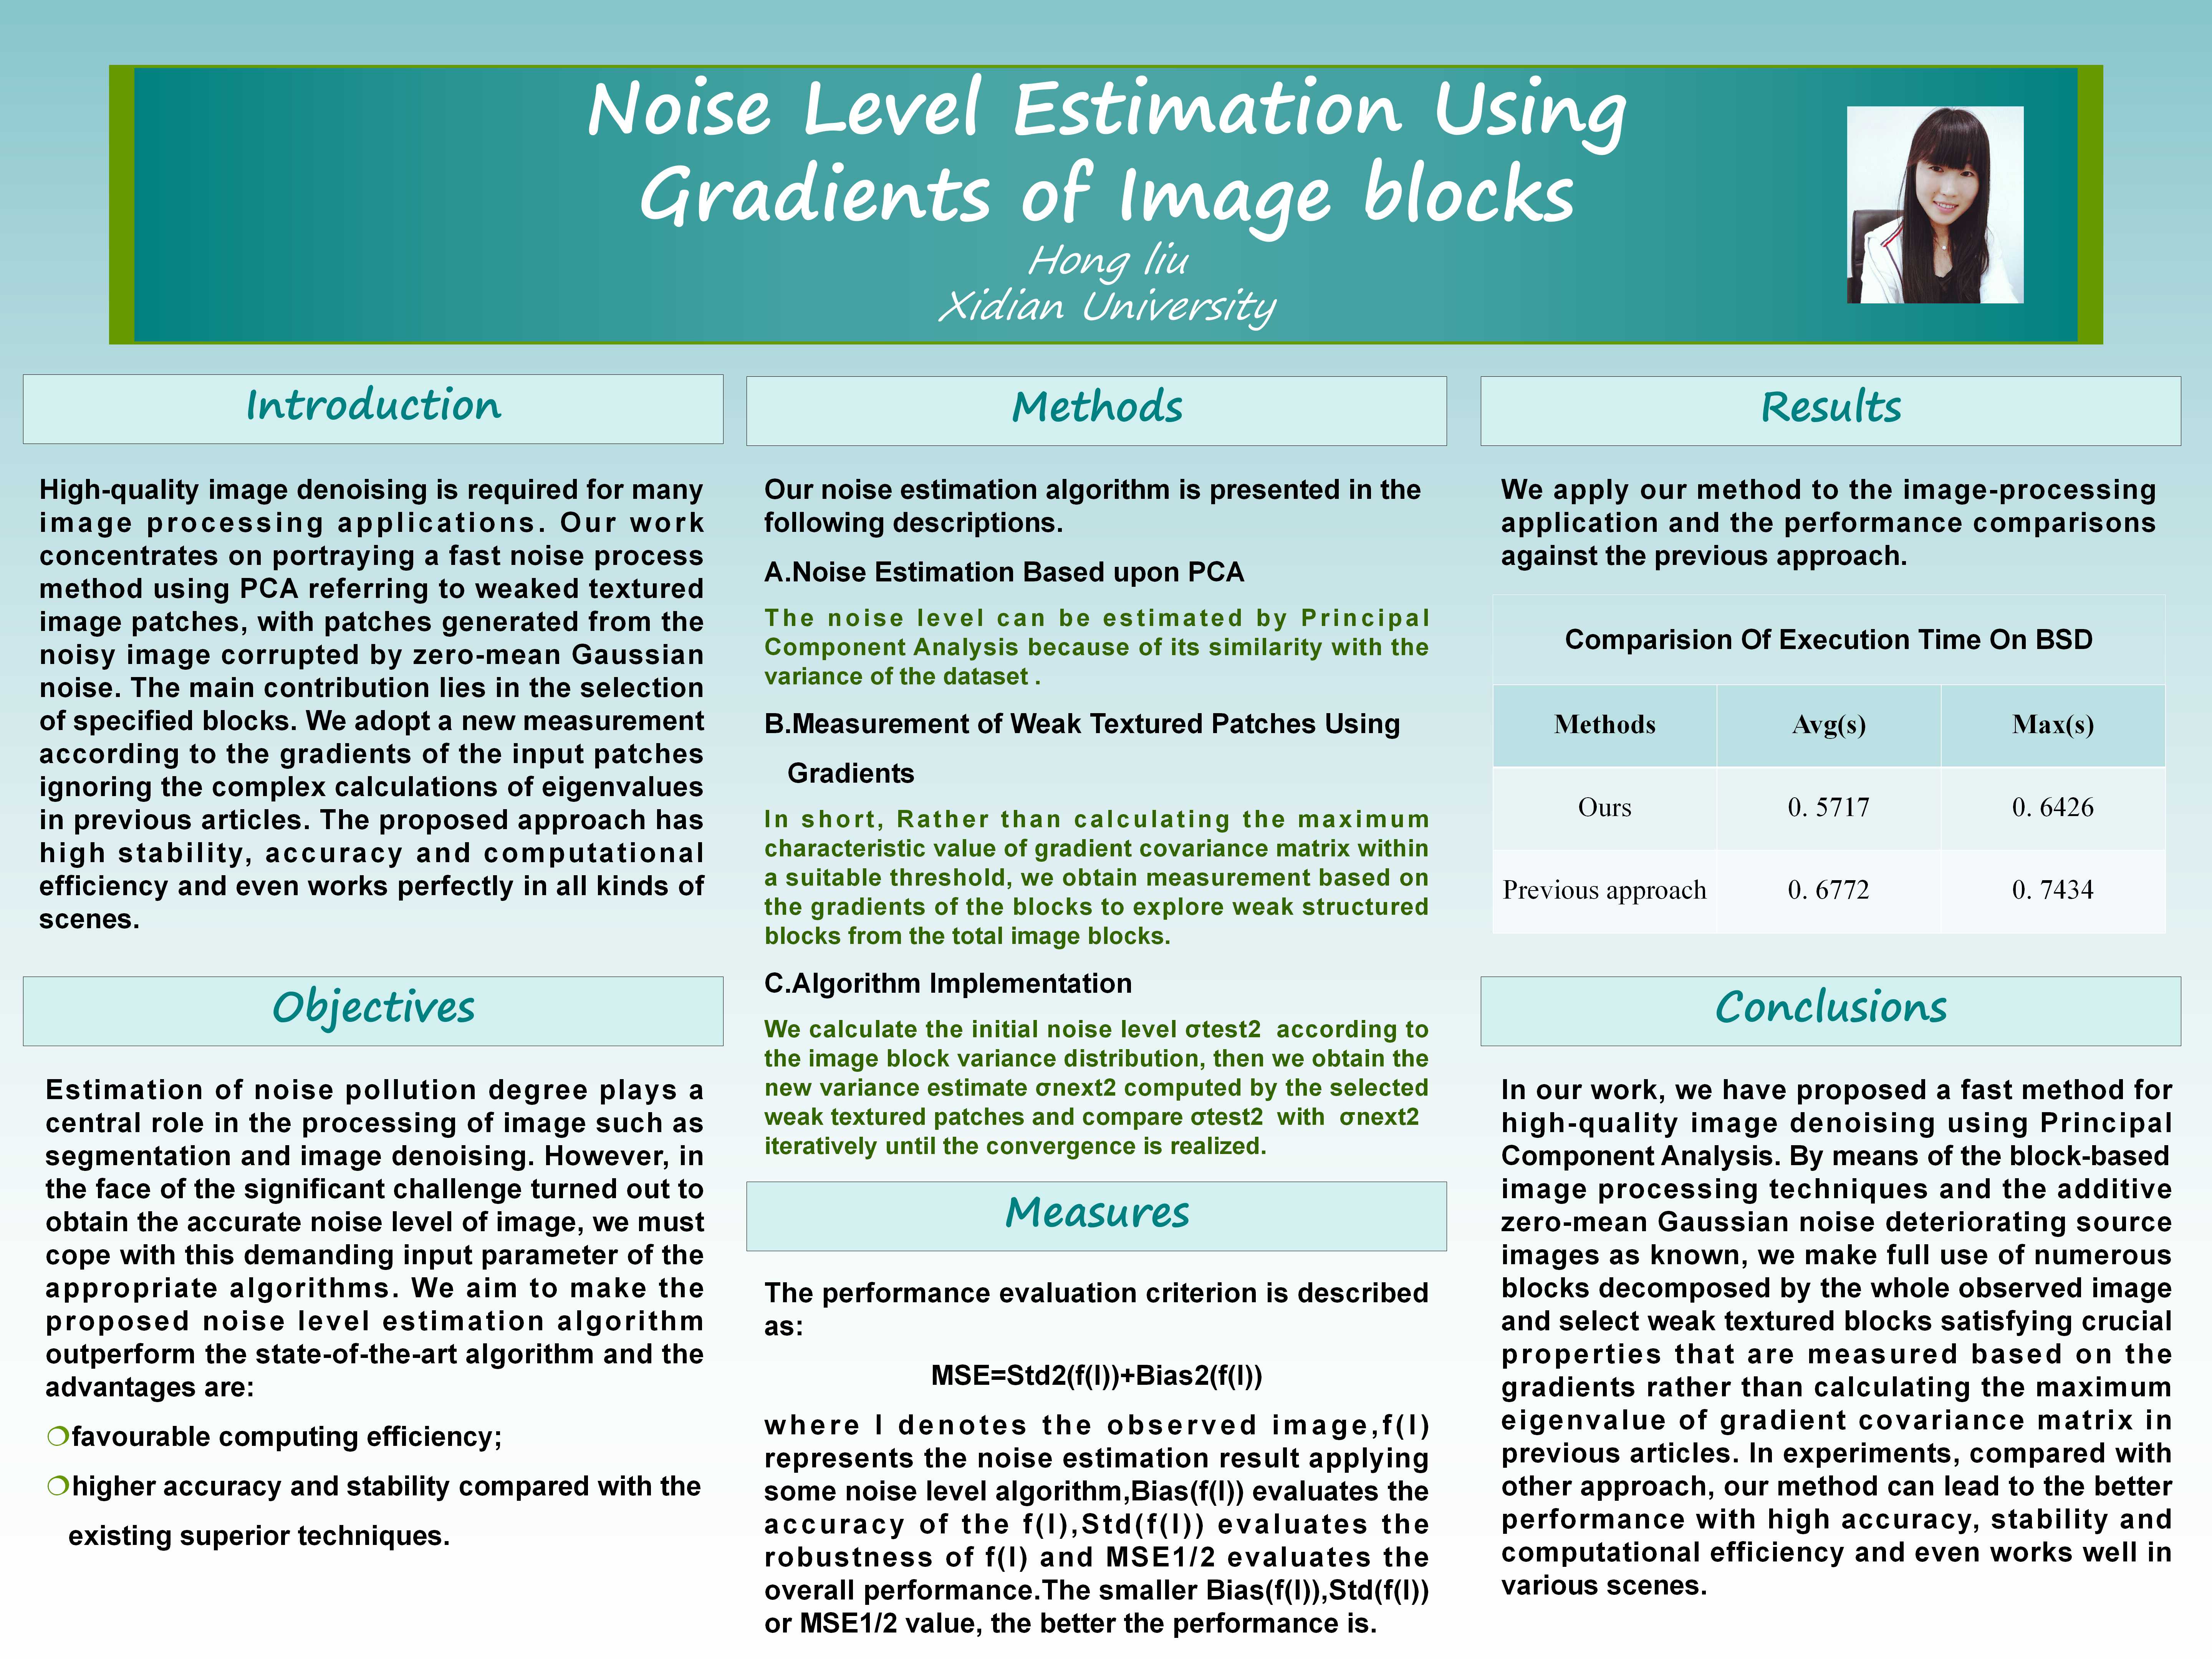 Noise Level Estimation Using
Gradients of Image blocks
Hong liu
Xidian University
Introduction
High-quality image denoising is required for many
image processing applications. Our work
concentrates on portraying a fast noise process
method using PCA referring to weaked textured
image patches, with patches generated from the
noisy image corrupted by zero-mean Gaussian
noise. The main contribution lies in the selection
of specified blocks. We adopt a new measurement
according to the gradients of the input patches
ignoring the complex calculations of eigenvalues
in previous articles. The proposed approach has
high stability, accuracy and computational
efficiency and even works perfectly in all kinds of
scenes.
Objectives
Estimation of noise pollution degree plays a
central role in the processing of image such as
segmentation and image denoising. However, in
the face of the significant challenge turned out to
obtain the accurate noise level of image, we must
cope with this demanding input parameter of the
appropriate algorithms. We aim to make the
proposed noise level estimation algorithm
outperform the state-of-the-art algorithm and the
advantages are:
❍favourable computing efficiency;
❍higher accuracy and stability compared with the
existing superior techniques.
Methods
Our noise estimation algorithm is presented in the
following descriptions.
A.Noise Estimation Based upon PCA
The noise level can be estimated by Principal
Component Analysis because of its similarity with the
variance of the dataset .
B.Measurement of Weak Textured Patches Using
Gradients
In short, Rather than calculating the maximum
characteristic value of gradient covariance matrix within
a suitable threshold, we obtain measurement based on
the gradients of the blocks to explore weak structured
blocks from the total image blocks.
C.Algorithm Implementation
We calculate the initial noise level σtest2 according to
the image block variance distribution, then we obtain the
new variance estimate σnext2 computed by the selected
weak textured patches and compare σtest2 with σnext2
iteratively until the convergence is realized.
Measures
The performance evaluation criterion is described
as:
MSE=Std2(f(I))+Bias2(f(I))
where I denotes the observed image,f(I)
represents the noise estimation result applying
some noise level algorithm,Bias(f(I)) evaluates the
accuracy of the f(I),Std(f(I)) evaluates the
robustness of f(I) and MSE1/2 evaluates the
overall performance.The smaller Bias(f(I)),Std(f(I))
or MSE1/2 value, the better the performance is.
Results
We apply our method to the image-processing
application and the performance comparisons
against the previous approach.
Comparision Of Execution Time On BSD
Methods Avg(s) Max(s)
Ours 0. 5717 0. 6426
Previous approach 0. 6772 0. 7434
Conclusions
In our work, we have proposed a fast method for
high-quality image denoising using Principal
Component Analysis. By means of the block-based
image processing techniques and the additive
zero-mean Gaussian noise deteriorating source
images as known, we make full use of numerous
blocks decomposed by the whole observed image
and select weak textured blocks satisfying crucial
properties that are measured based on the
gradients rather than calculating the maximum
eigenvalue of gradient covariance matrix in
previous articles. In experiments, compared with
other approach, our method can lead to the better
performance with high accuracy, stability and
computational efficiency and even works well in
various scenes.